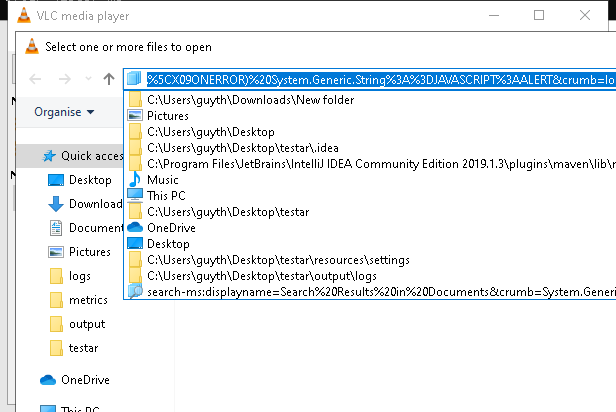 VLC media player
Select one or more files to open
%5CX09ONERROR)%20System.Generic.String%3A%3DJAVASCRIPT%3AALERT&crumb=lo
Organise
C:\Users\guyth\Downloads\New folder
Pictures
C:\Users\guyth\Desktop
C:\Users\guyth\Desktop\testar\.idea
Quick acces
C:\Program Files\JetBrains\IntelliJ IDEA Community Edition 2019.1.3\plugins\maven\lib\
Desktop
Music
This PC
Download
C:\Users\guyth\Desktop\testar
Document
OneDrive
Pictures
Desktop
C:\Users\guyth\Desktop\testar\resources\settings
logs
C:\Users\guyth\Desktop\testar\output\logs
metrics
search-ms:displayname=Search%20Results%20in%20Documents&crumb=System.Generi
output
testar
OneDrive
This PC